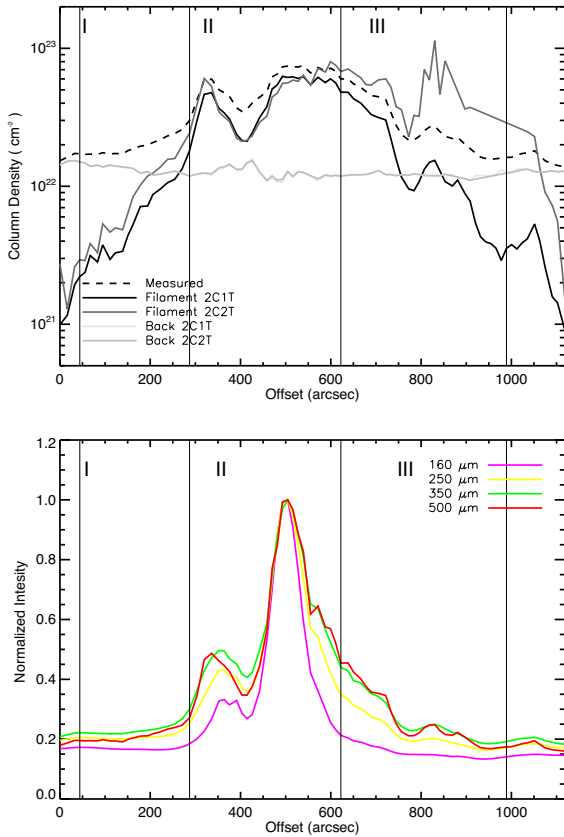 I II III
10^23
10^22
10^21
Column Density ( cm^-2 )
Measured
Filament 2C1T
Filament 2C2T
Back 2C1T
Back 2C2T
0 200 400 600 800 1000
Offset (arcsec)
1.2
1.0
0.8
0.6
0.4
0.2
0.0
Normalized Intesity
I II III
160 μm
250 μm
350 μm
500 μm
0 200 400 600 800 1000
Offset (arcsec)